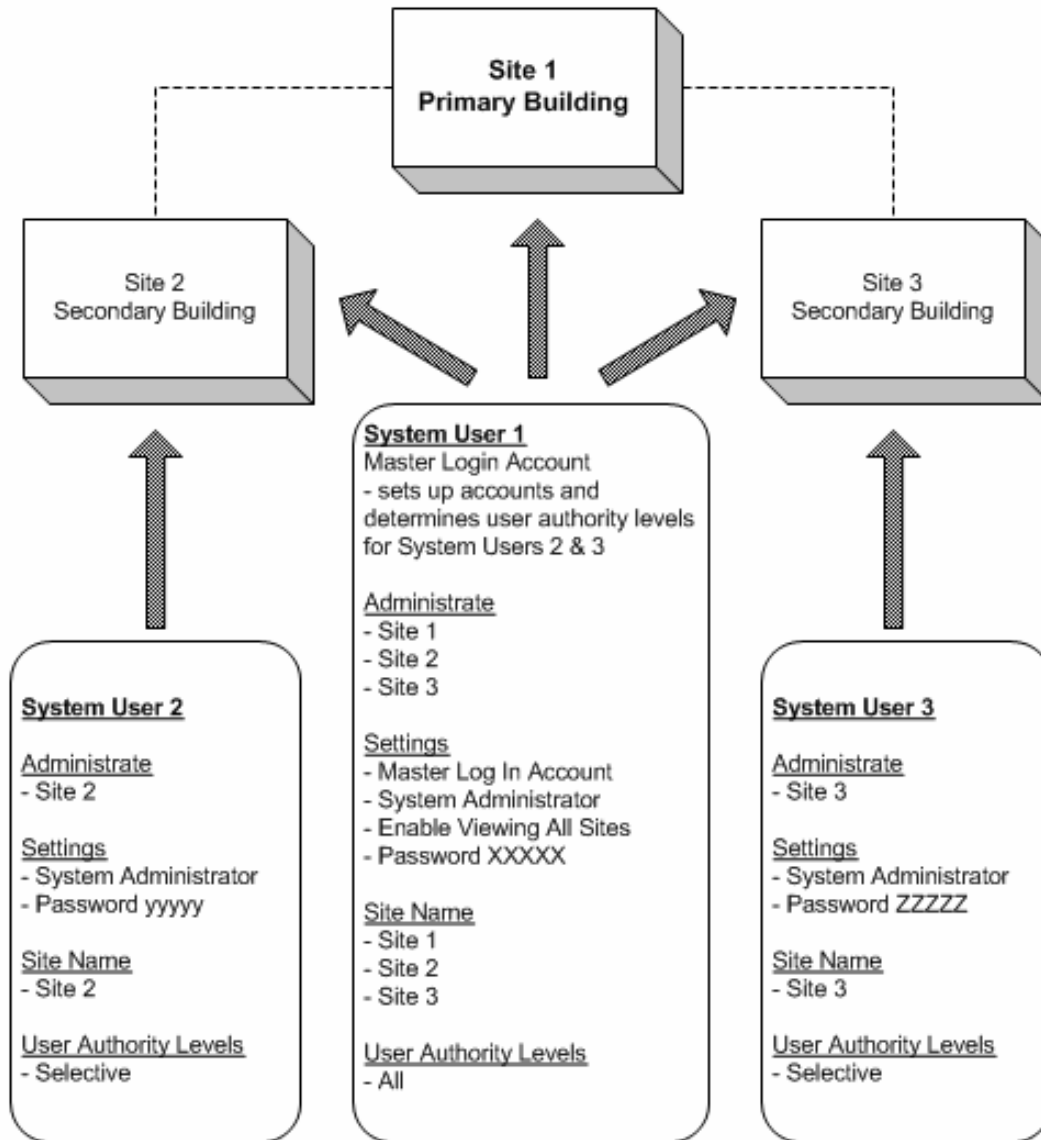 Site 1
Primary Building
Site 2
Secondary Building
Site 3
Secondary Building
System User 1
Master Login Account
- sets up accounts and
determines user authority levels
for System Users 2 & 3
Administrate
- Site 1
- Site 2
- Site 3
Settings
- Master Log In Account
- System Administrator
- Enable Viewing All Sites
- Password XXXXX
Site Name
- Site 1
- Site 2
- Site 3
User Authority Levels
- All
System User 2
Administrate
- Site 2
Settings
- System Administrator
- Password yyyyy
Site Name
- Site 2
User Authority Levels
- Selective
System User 3
Administrate
- Site 3
Settings
- System Administrator
- Password ZZZZZ
Site Name
- Site 3
User Authority Levels
- Selective